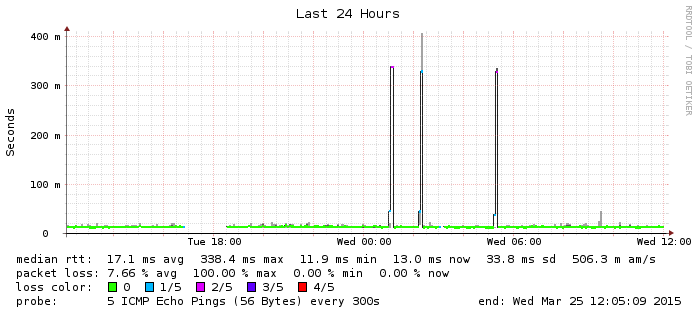 Last 24 Hours
RRDTOOL / TOBI OETIKER
Seconds
400 m
300 m
200 m
100 m
0
Tue 18:00 Wed 00:00 Wed 06:00 Wed 12:00
median rtt: 17.1 ms avg 338.4 ms max 11.9 ms min 13.0 ms now 33.8 ms sd 506.3 m am/s
packet loss: 7.66 % avg 100.00 % max 0.00 % min 0.00 % now
loss color: 0 1/5 2/5 3/5 4/5
probe: 5 ICMP Echo Pings (56 Bytes) every 300s end: Wed Mar 25 12:05:09 2015